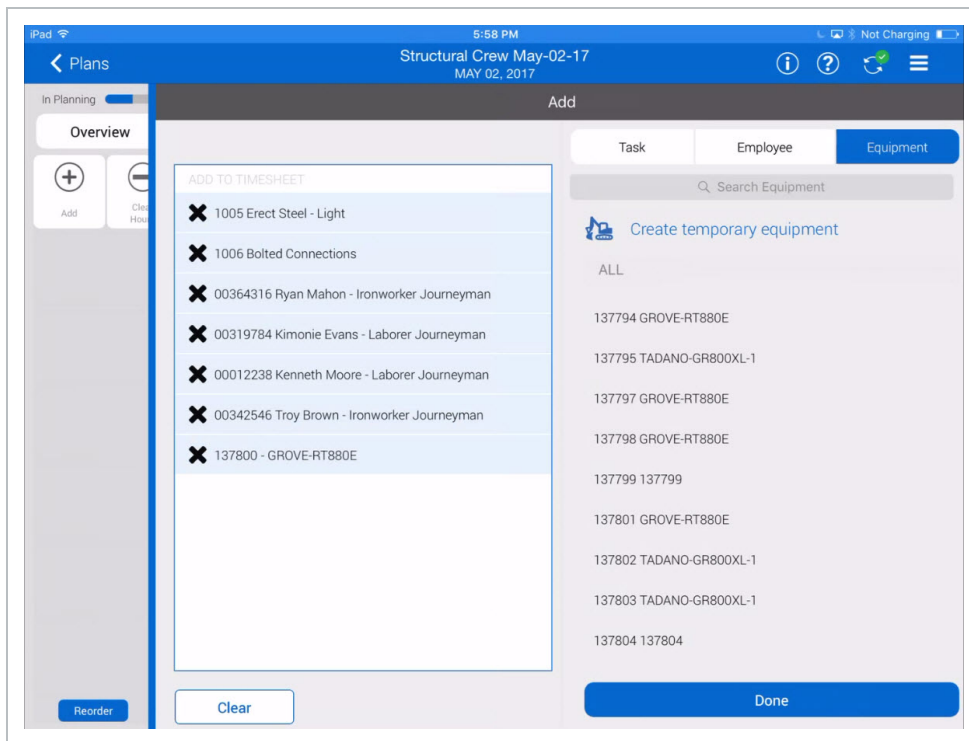 iPad
5:58 PM
Not Charging
Plans
Structural Crew May-02-17
MAY 02, 2017
In Planning
Add
Overview
Add
ADD TO TIMESHEET
1005 Erect Steel - Light
1006 Bolted Connections
00364316 Ryan Mahon - Ironworker Journeyman
00319784 Kimonie Evans - Laborer Journeyman
00012238 Kenneth Moore - Laborer Journeyman
00342546 Troy Brown - Ironworker Journeyman
137800 - GROVE-RT880E
Clear
Reorder
Task
Employee
Equipment
Search Equipment
Create temporary equipment
ALL
137794 GROVE-RT880E
137795 TADANO-GR800XL-1
137797 GROVE-RT880E
137798 GROVE-RT880E
137799 137799
137801 GROVE-RT880E
137802 TADANO-GR800XL-1
137803 TADANO-GR800XL-1
137804 137804
Done